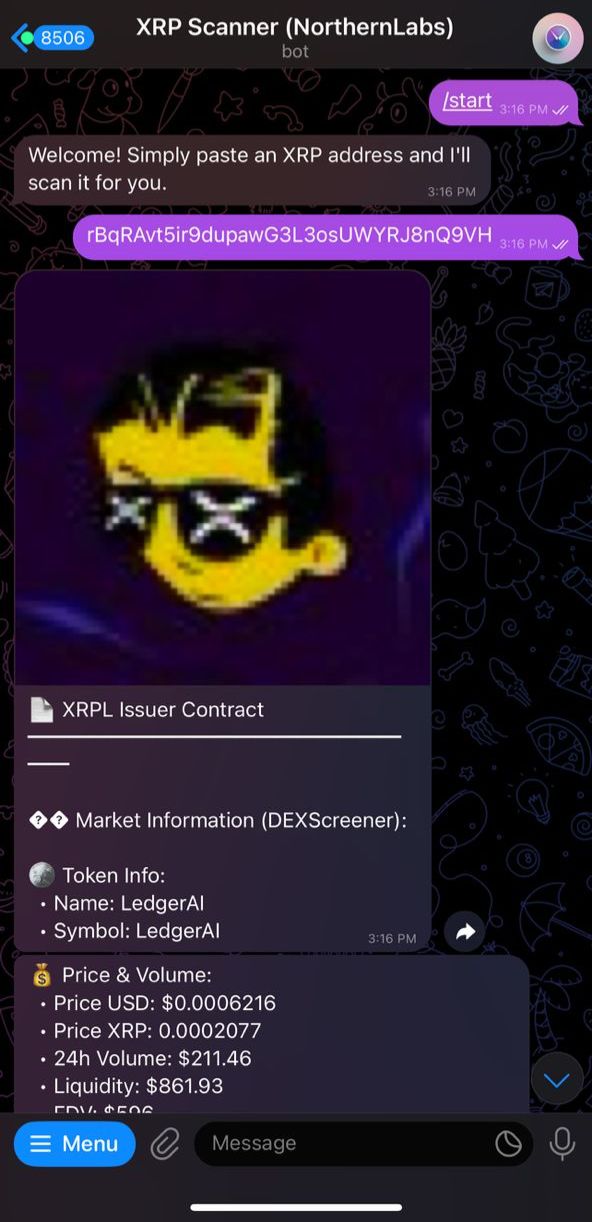 8506
XRP Scanner (NorthernLabs)
bot
/start 3:16 PM
Welcome! Simply paste an XRP address and I'll
scan it for you.
3:16 PM
rBqRAvt5ir9dupawG3L3osUWYRJ8nQ9VH 3:16 PM
XRPL Issuer Contract
Market Information (DEXScreener):
Token Info:
• Name: LedgerAI
• Symbol: LedgerAI
3:16 PM
Price & Volume:
• Price USD: $0.0006216
• Price XRP: 0.0002077
• 24h Volume: $211.46
• Liquidity: $861.93
FDV: $596
Menu
Message